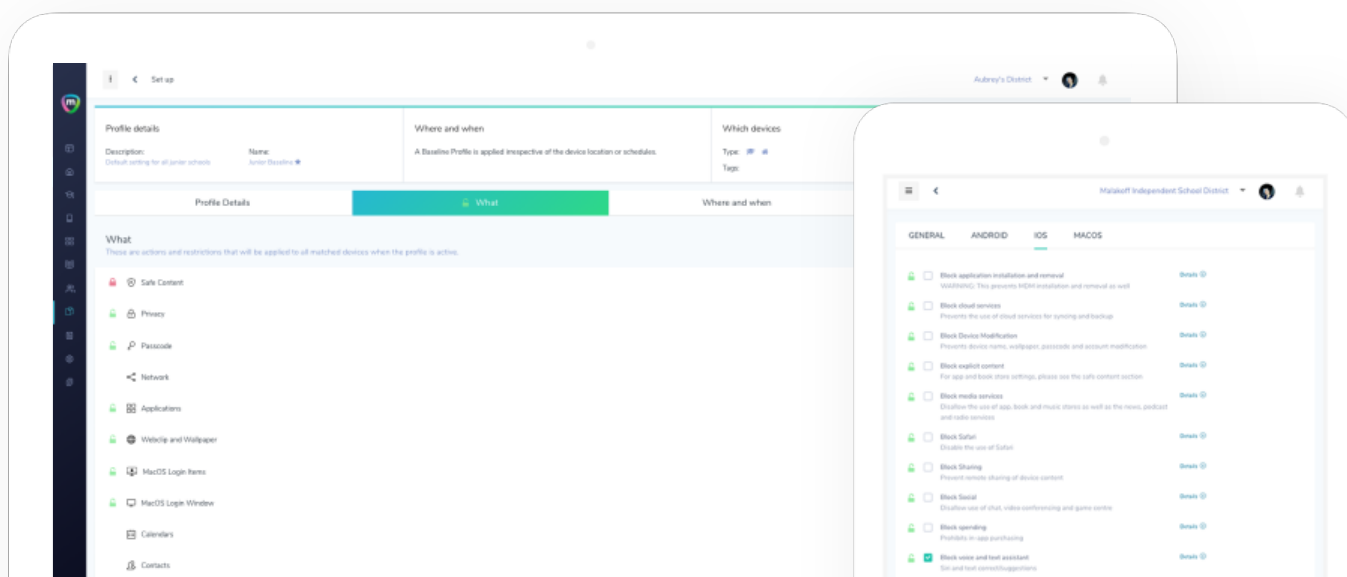 m
Set up
Aubrey's District
Profile details
Description:
Default setting for all junior schools
Name:
Junior Baseline
Where and when
A Baseline Profile is applied irrespective of the device location or schedules.
Which devices
Type:
Tags:
Profile Details
What
Where and when
What
These are actions and restrictions that will be applied to all matched devices when the profile is active.
Safe Content
Privacy
Passcode
Network
Applications
Webclip and Wallpaper
MacOS Login Items
MacOS Login Window
Calendars
Contacts
Malakoff Independent School District
GENERAL ANDROID IOS MACOS
Block application installation and removal Details
WARNING: This prevents MDM installation and removal as well
Block cloud services Details
Prevents the use of cloud services for syncing and backup
Block Device Modification Details
Prevents device name, wallpaper, passcode and account modification
Block explicit content Details
For app and book store settings, please see the safe content section
Block media services Details
Disallow the use of app, book and music stores as well as the news, podcast
and radio services
Block Safari Details
Disable the use of Safari
Block Sharing Details
Prevent remote sharing of device content
Block Social Details
Disallow use of chat, video conferencing and game centre
Block spending Details
Prohibits in-app purchasing
Block voice and text assistant Details
Siri and text correct/suggestions